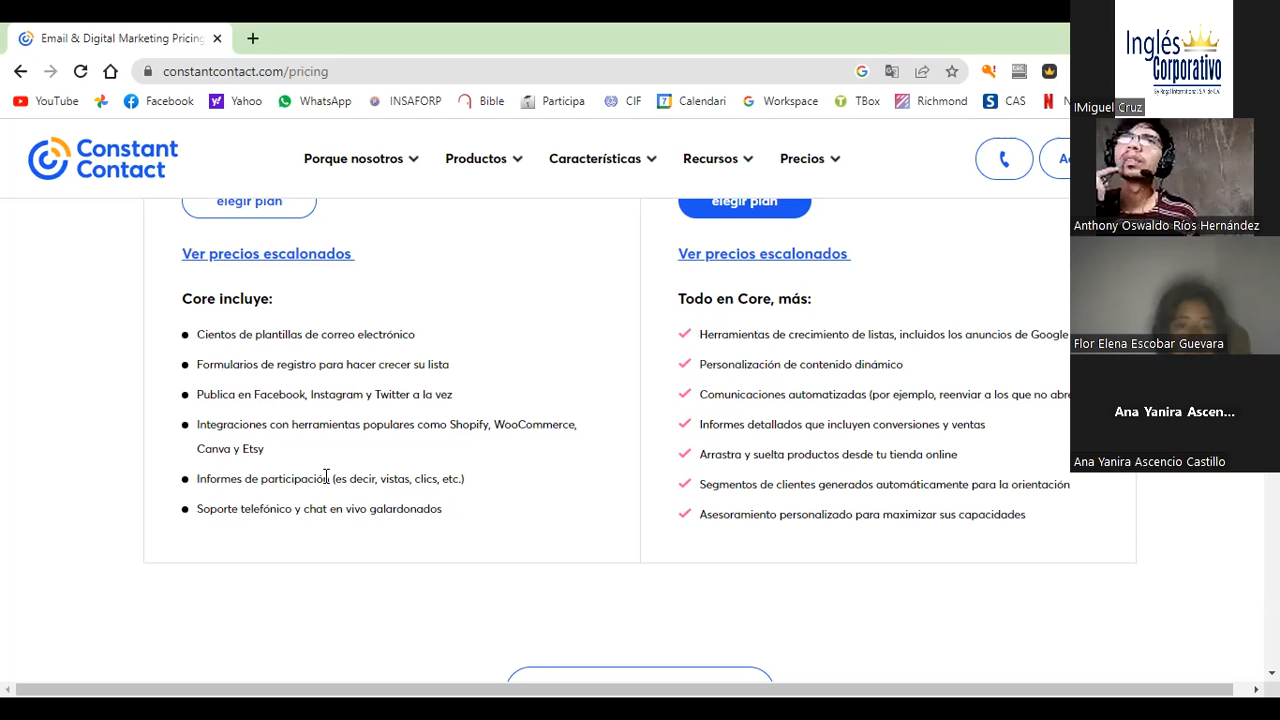 Email & Digital Marketing Pricing
constantcontact.com/pricing
YouTube
Facebook
Yahoo
WhatsApp
INSAFORP
Bible
Participa
CIF
Calendari
Workspace
TBox
Richmond
CAS
Constant
Contact
Porque nosotros
Productos
Características
Recursos
Precios
elegir plan
elegir plan
Ver precios escalonados
Ver precios escalonados
Core incluye:
Cientos de plantillas de correo electrónico
Formularios de registro para hacer crecer su lista
Publica en Facebook, Instagram y Twitter a la vez
Integraciones con herramientas populares como Shopify, WooCommerce,
Canva y Etsy
Informes de participación (es decir, vistas, clics, etc.)
Soporte telefónico y chat en vivo galardonados
Todo en Core, más:
Herramientas de crecimiento de listas, incluidos los anuncios de Google
Personalización de contenido dinámico
Comunicaciones automatizadas (por ejemplo, reenviar a los que no abre
Informes detallados que incluyen conversiones y ventas
Arrastra y suelta productos desde tu tienda online
Segmentos de clientes generados automáticamente para la orientación
Asesoramiento personalizado para maximizar sus capacidades
Inglés
Corporativo
IMiguel Cruz
Anthony Oswaldo Ríos Hernández
Flor Elena Escobar Guevara
Ana Yanira Ascen...
Ana Yanira Ascencio Castillo